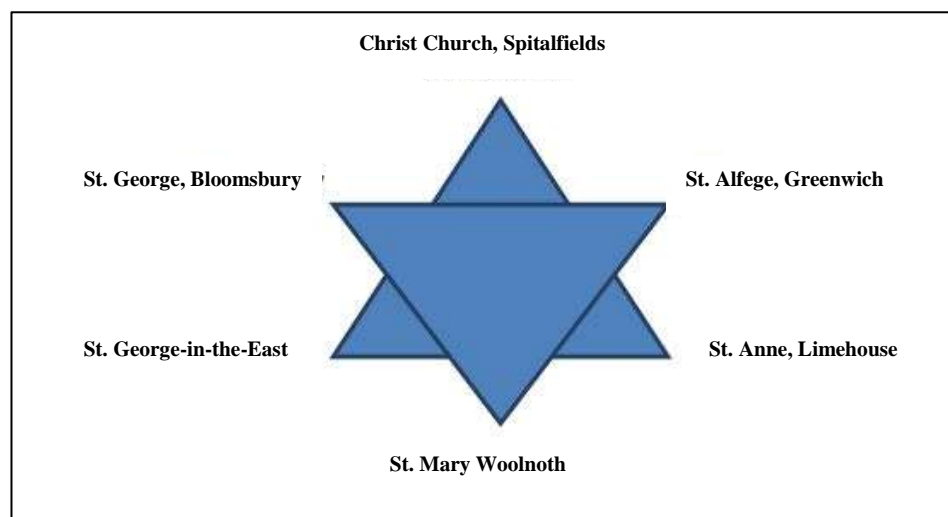 Christ Church, Spitalfields
St. George, Bloomsbury
St. Alfege, Greenwich
St. George-in-the-East
St. Anne, Limehouse
St. Mary Woolnoth